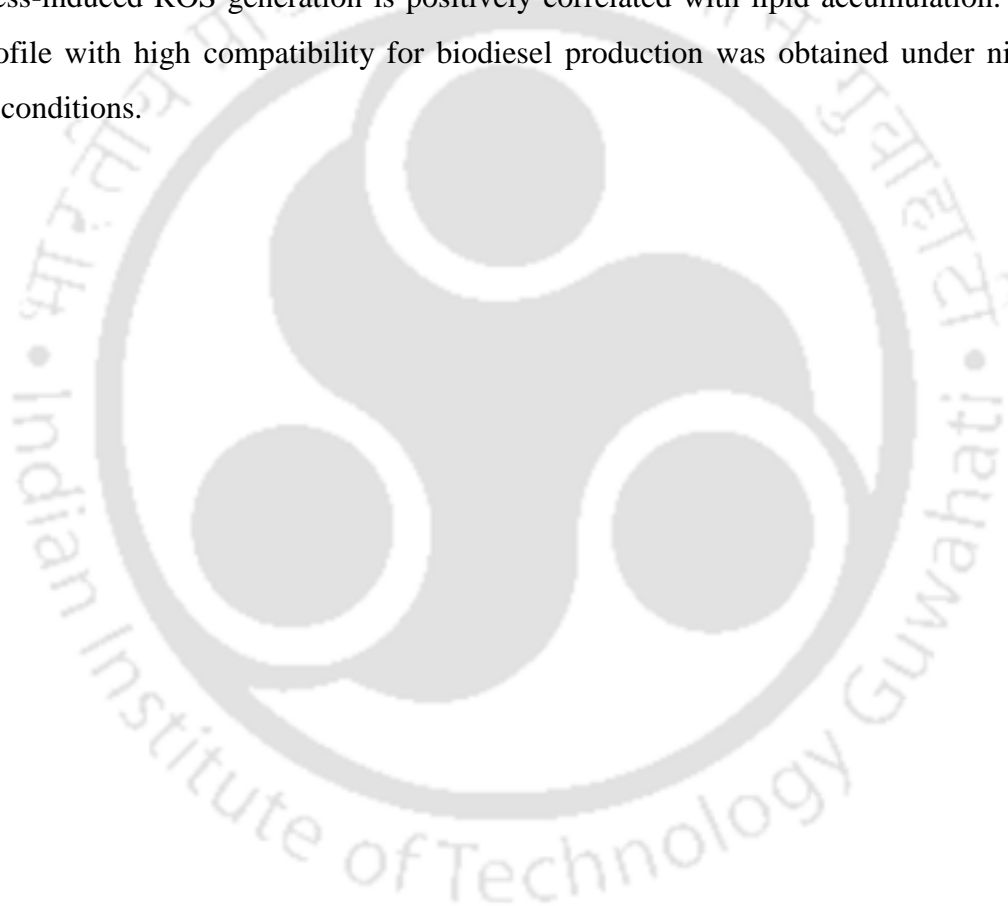 ess-induced ROS generation is positively correlated with lipid accumulation.
ofile with high compatibility for biodiesel production was obtained under ni
conditions.
भारतीय
गुवाहाटी
• Indian Institute of Technology Guwahati •